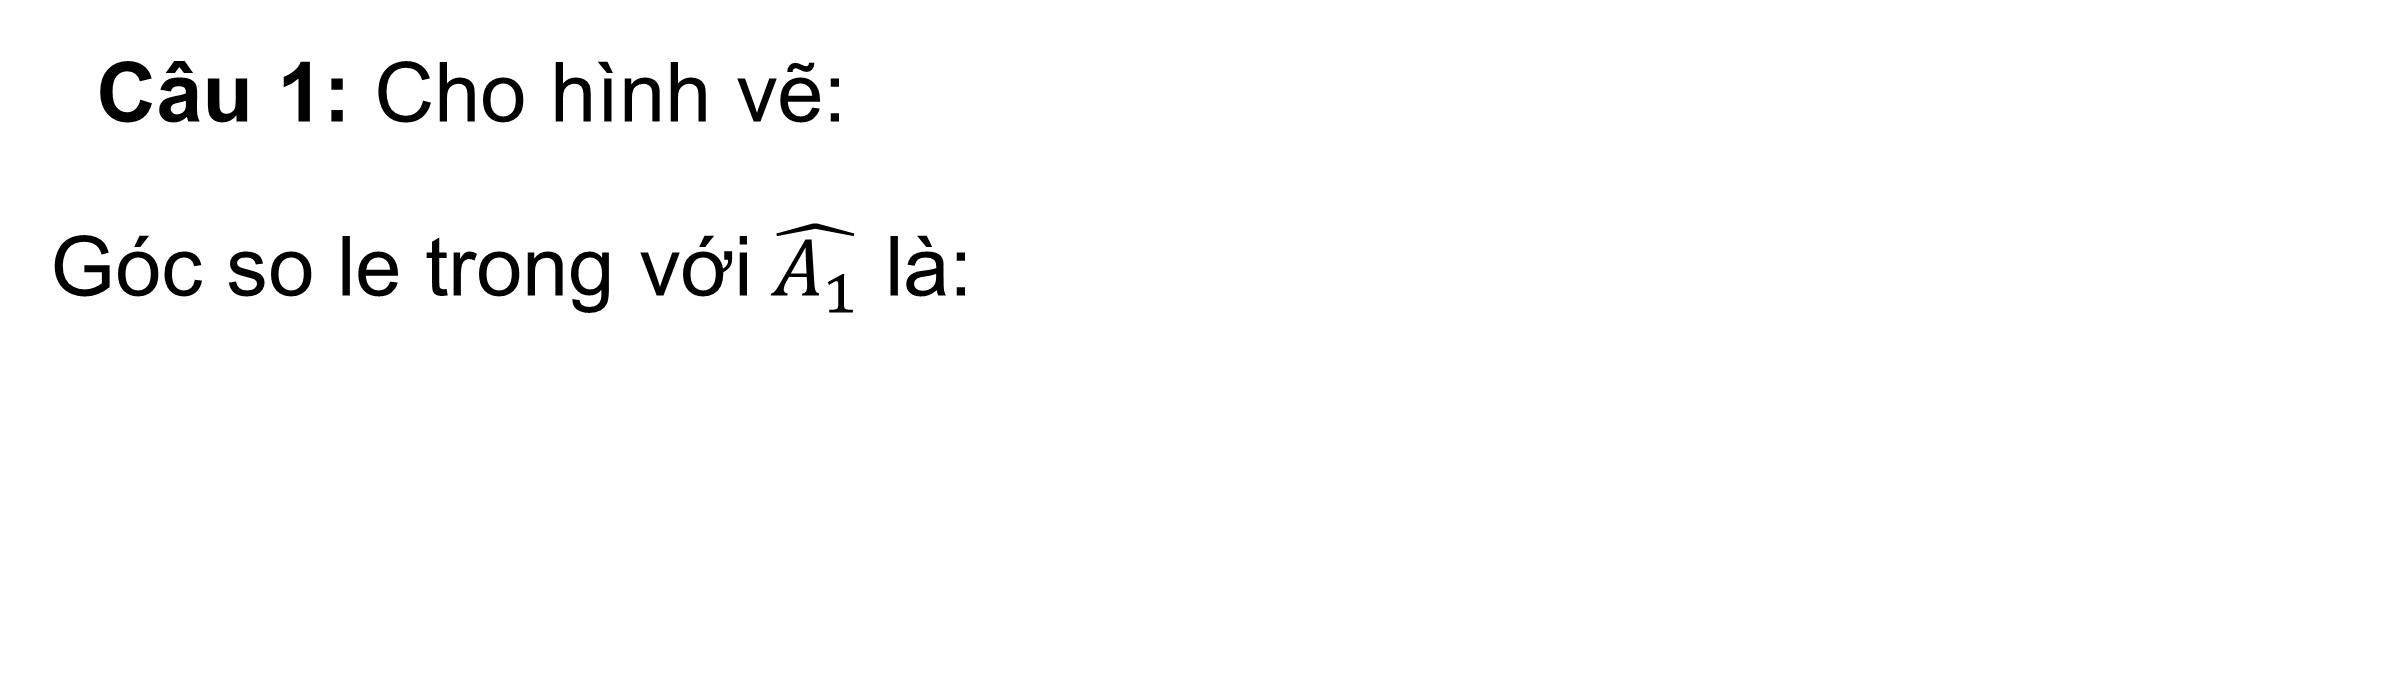 Câu 1: Cho hình vẽ:
Góc so le trong với $\widehat{A_1}$ là: